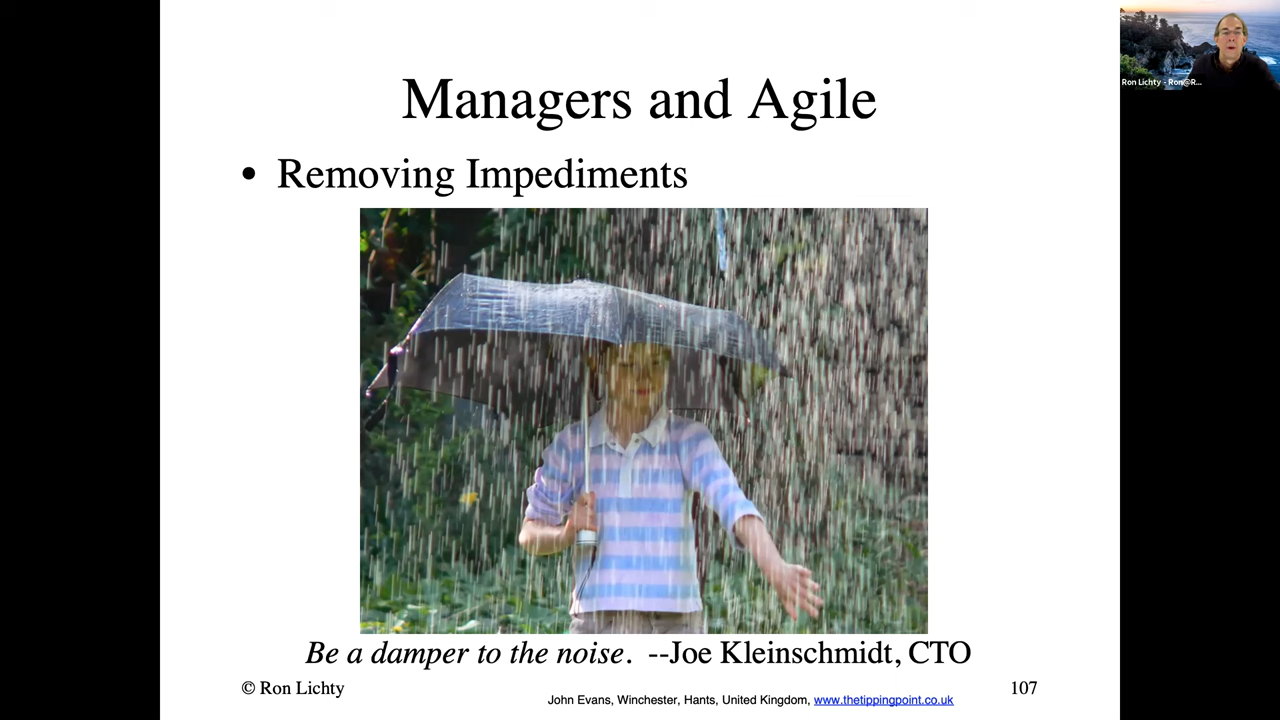 Managers and Agile
Ron Lichty - Ron@R...
• Removing Impediments
Be a damper to the noise. --Joe Kleinschmidt, CTO
© Ron Lichty
John Evans, Winchester, Hants, United Kingdom, www.thetippingpoint.co.uk
107